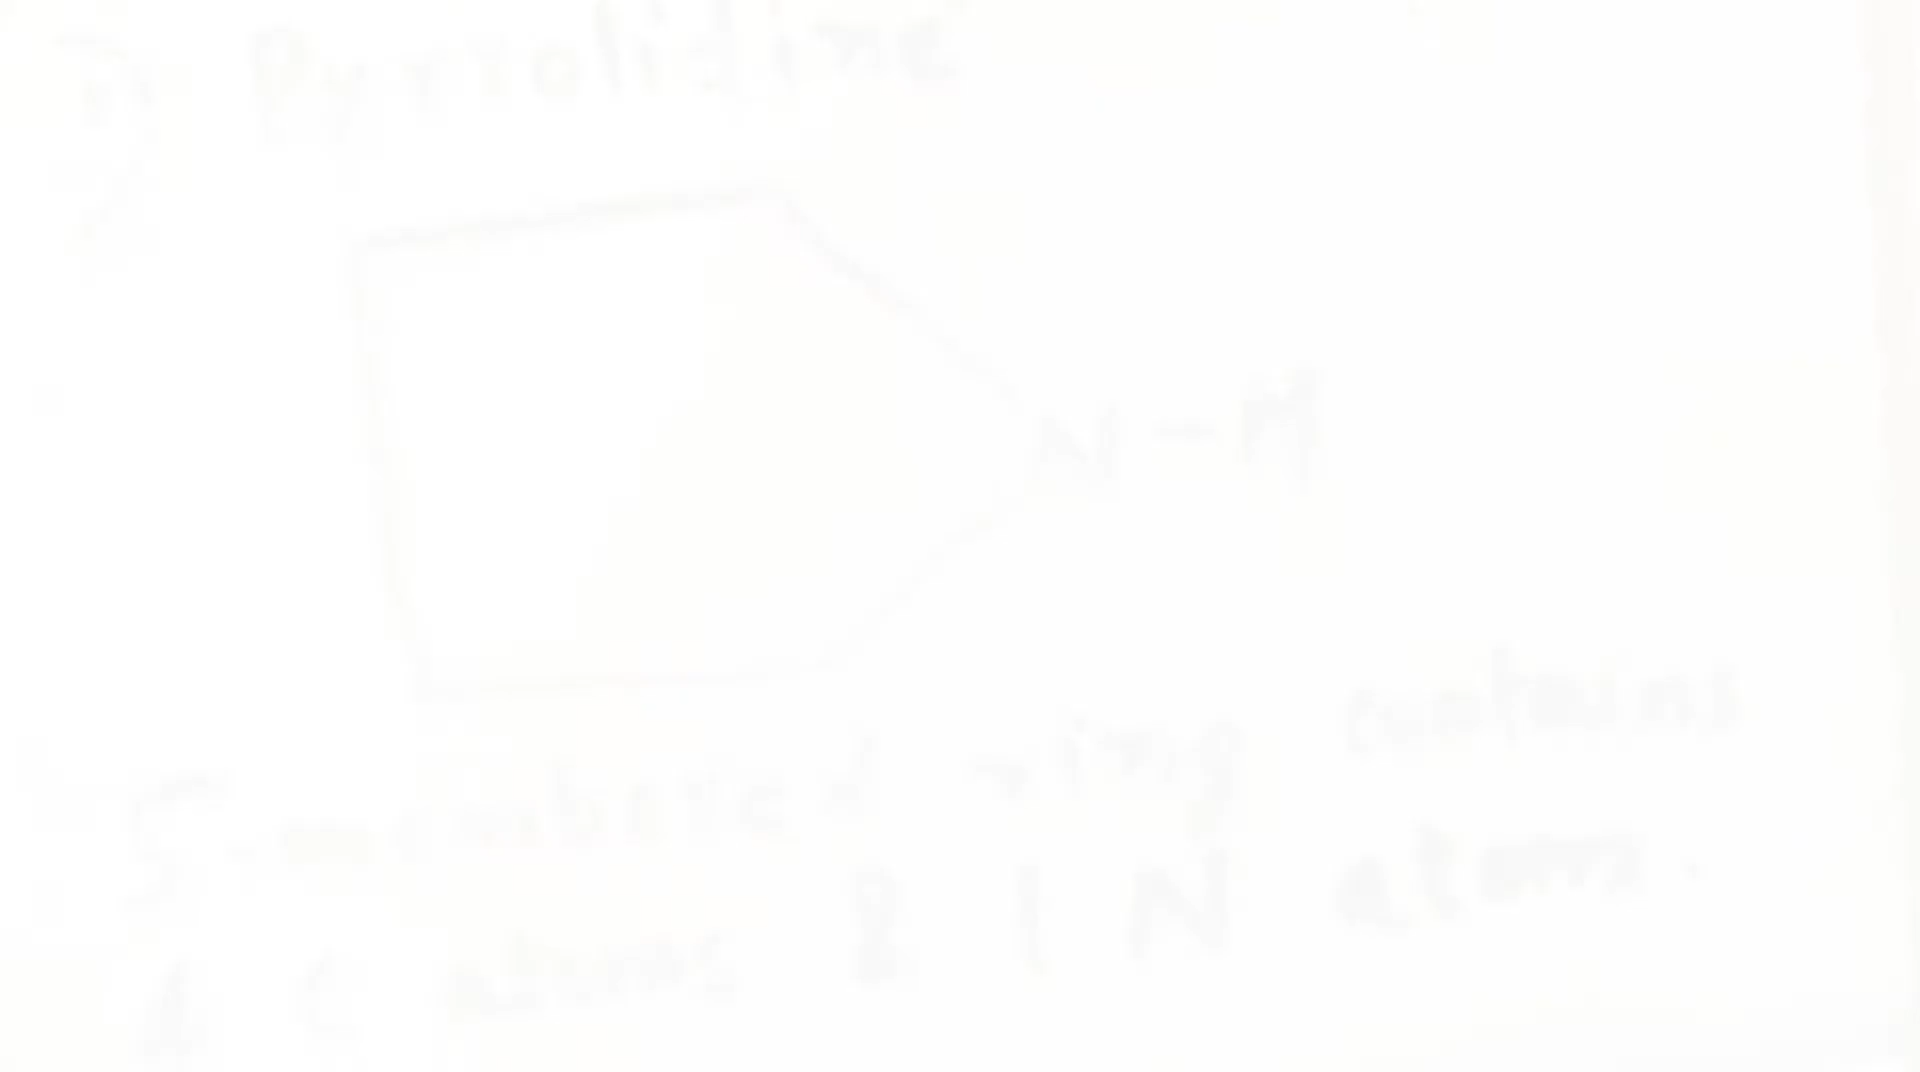 Pyrrolidine
N-H
5-membered ring contains
4 C atoms & 1 N atom.